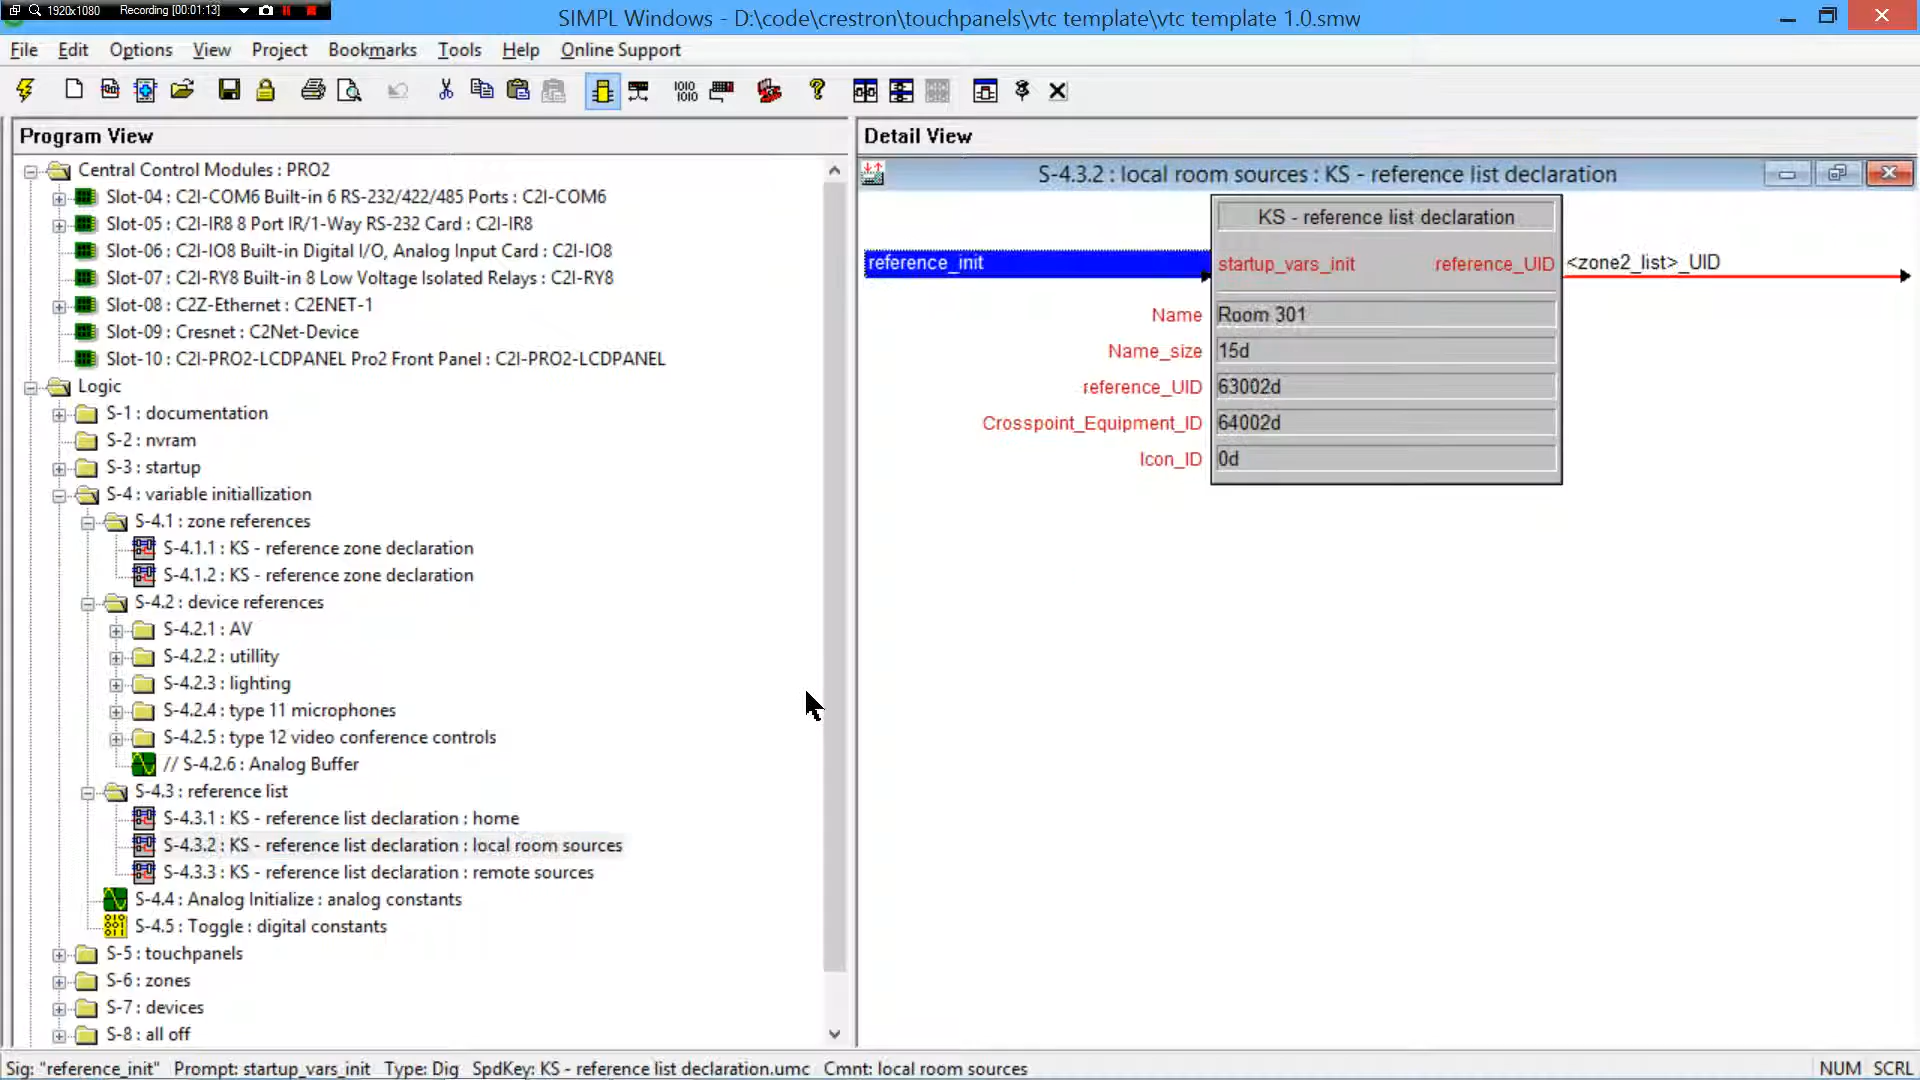 1920x1080 Recording [00:01:13]
SIMPL Windows - D:\code\crestron\touchpanels\vtc template\vtc template 1.0.smw
File Edit Options View Project Bookmarks Tools Help Online Support
Program View
Central Control Modules : PRO2
Slot-04 : C2I-COM6 Built-in 6 RS-232/422/485 Ports : C2I-COM6
Slot-05 : C2I-IR8 8 Port IR/1-Way RS-232 Card : C2I-IR8
Slot-06 : C2I-IO8 Built-in Digital I/O, Analog Input Card : C2I-IO8
Slot-07 : C2I-RY8 Built-in 8 Low Voltage Isolated Relays : C2I-RY8
Slot-08 : C2Z-Ethernet : C2ENET-1
Slot-09 : Cresnet : C2Net-Device
Slot-10 : C2I-PRO2-LCDPANEL Pro2 Front Panel : C2I-PRO2-LCDPANEL
Logic
S-1 : documentation
S-2 : nvram
S-3 : startup
S-4 : variable initiallization
S-4.1 : zone references
S-4.1.1 : KS - reference zone declaration
S-4.1.2 : KS - reference zone declaration
S-4.2 : device references
S-4.2.1 : AV
S-4.2.2 : utillity
S-4.2.3 : lighting
S-4.2.4 : type 11 microphones
S-4.2.5 : type 12 video conference controls
// S-4.2.6 : Analog Buffer
S-4.3 : reference list
S-4.3.1 : KS - reference list declaration : home
S-4.3.2 : KS - reference list declaration : local room sources
S-4.3.3 : KS - reference list declaration : remote sources
S-4.4 : Analog Initialize : analog constants
S-4.5 : Toggle : digital constants
S-5 : touchpanels
S-6 : zones
S-7 : devices
S-8 : all off
Detail View
S-4.3.2 : local room sources : KS - reference list declaration
KS - reference list declaration
reference_init startup_vars_init reference_UID <zone2_list>_UID
Name Room 301
Name_size 15d
reference_UID 63002d
Crosspoint_Equipment_ID 64002d
Icon_ID 0d
Sig: "reference_init" Prompt: startup_vars_init Type: Dig SpdKey: KS - reference list declaration.umc Cmnt: local room sources NUM SCRL